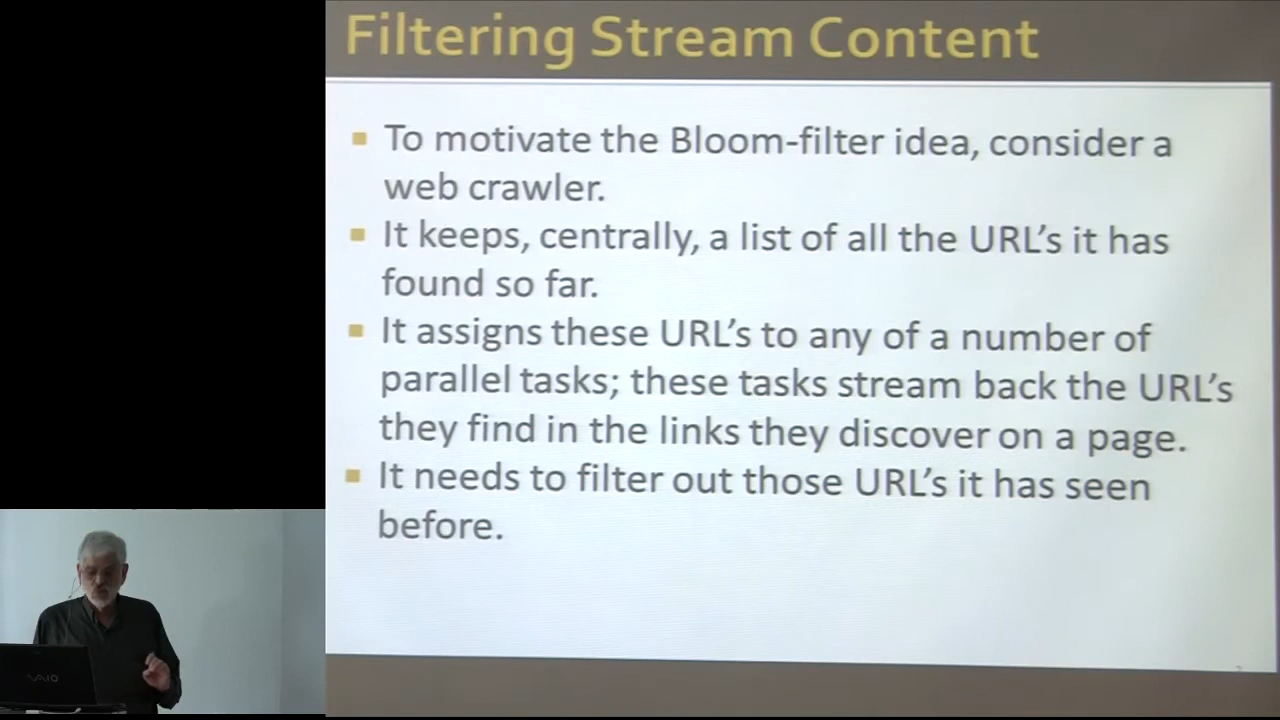 Filtering Stream Content
To motivate the Bloom-filter idea, consider a
web crawler.
It keeps, centrally, a list of all the URL's it has
found so far.
It assigns these URL's to any of a number of
parallel tasks; these tasks stream back the URL's
they find in the links they discover on a page.
It needs to filter out those URL's it has seen
before.
VAIO